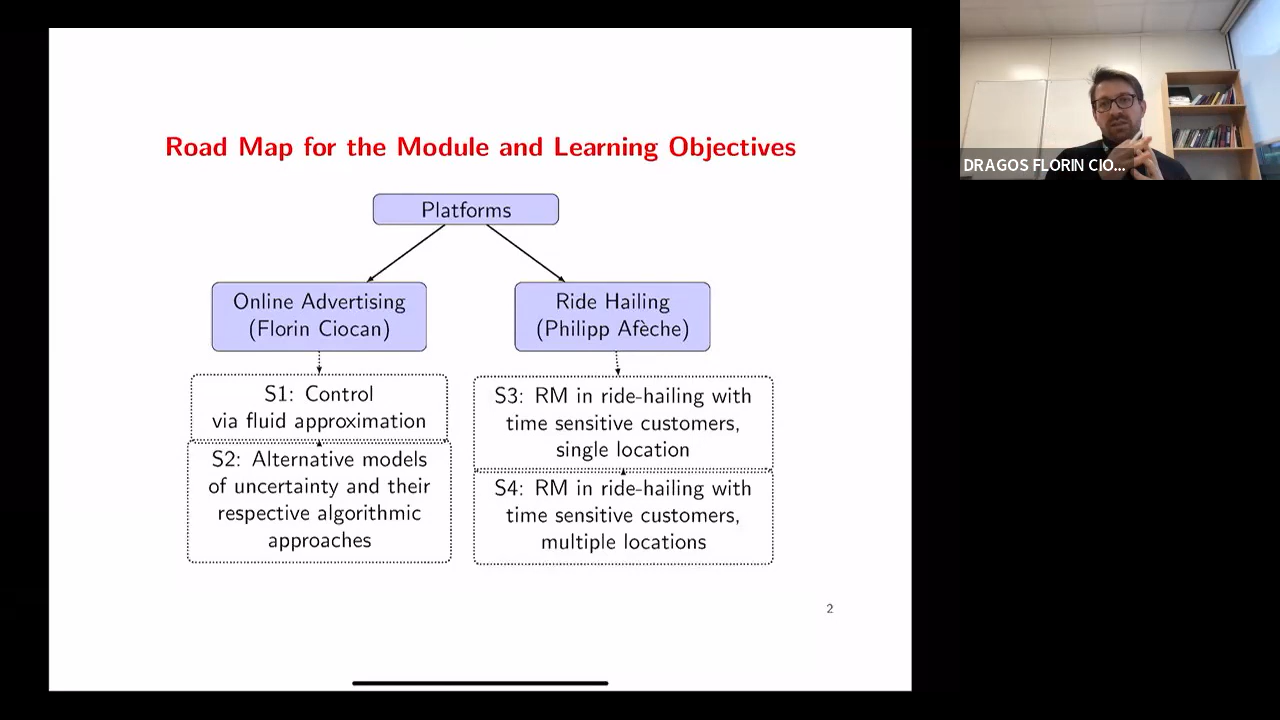 Road Map for the Module and Learning Objectives
Platforms
Online Advertising
(Florin Ciocan)
Ride Hailing
(Philipp Afèche)
S1: Control
via fluid approximation
S2: Alternative models
of uncertainty and their
respective algorithmic
approaches
S3: RM in ride-hailing with
time sensitive customers,
single location
S4: RM in ride-hailing with
time sensitive customers,
multiple locations
2
DRAGOS FLORIN CIO...